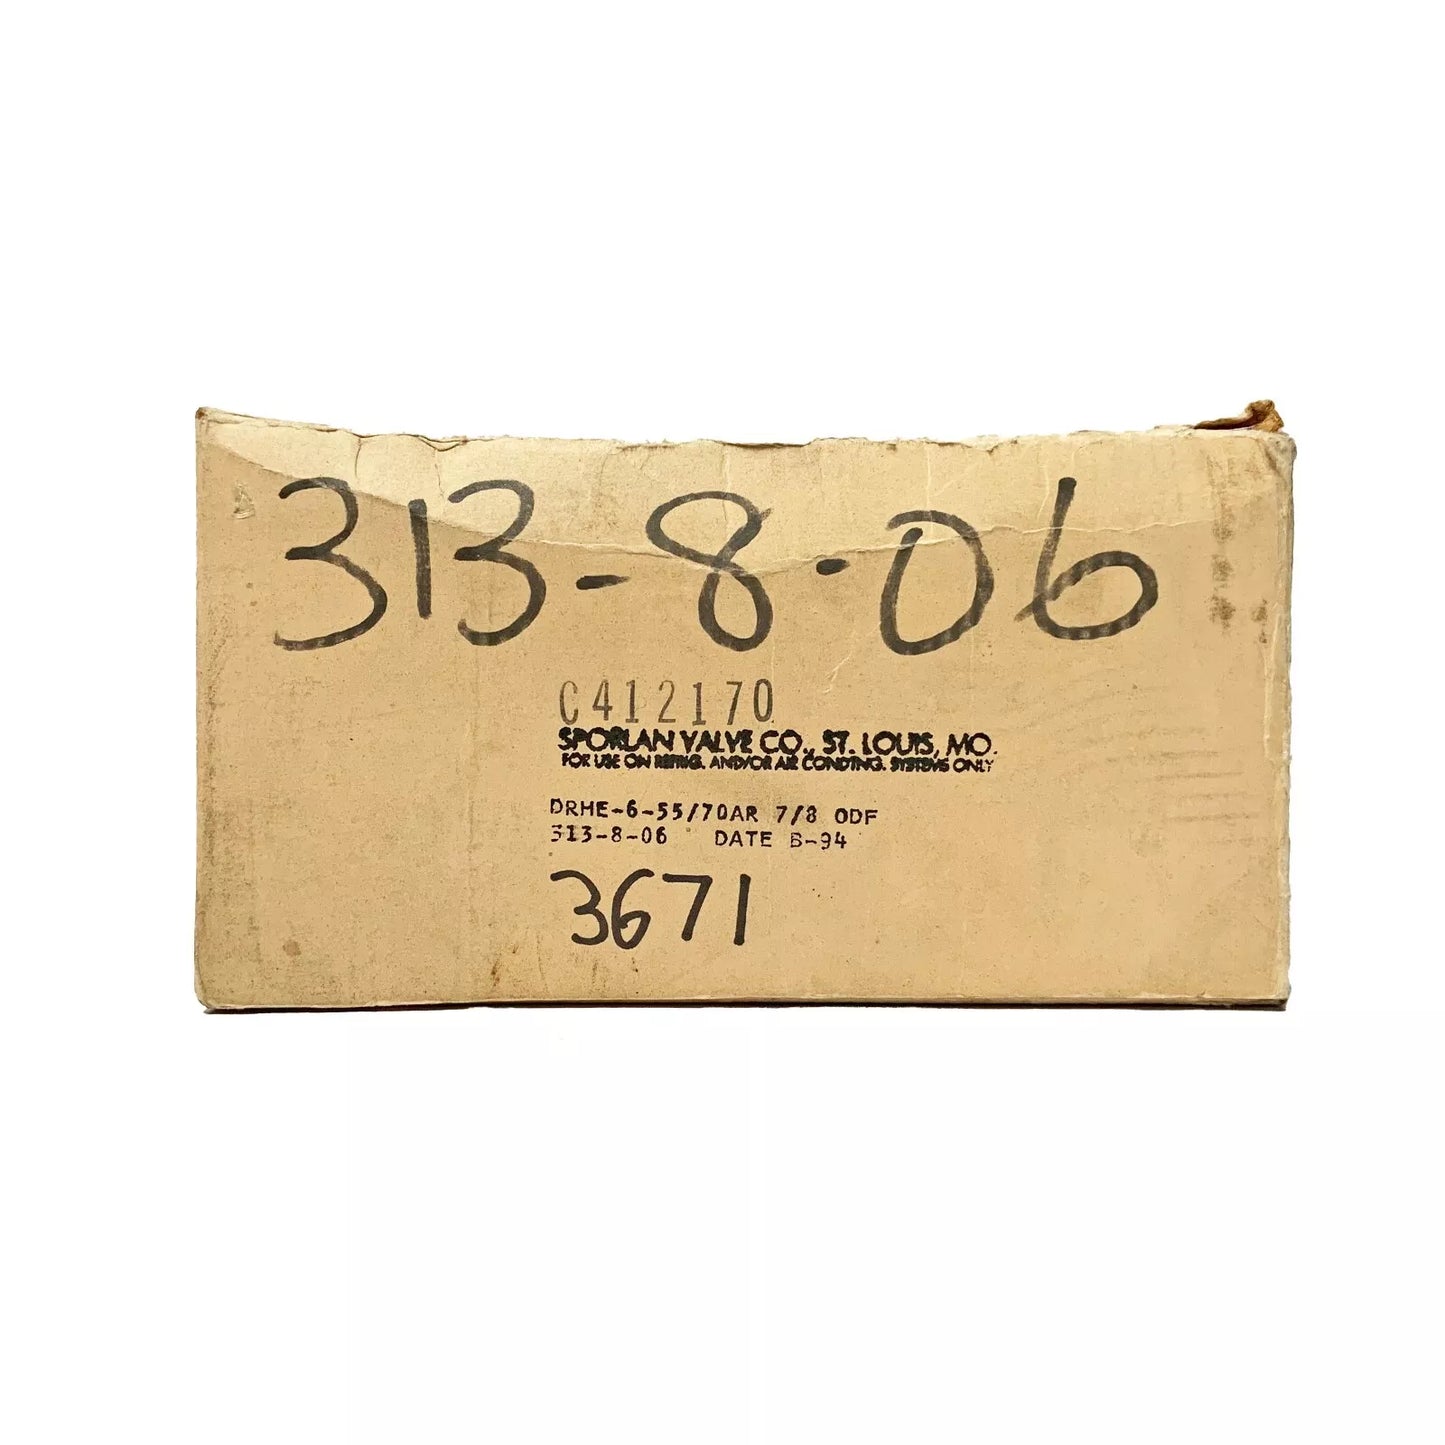 313-8-06
C412170
SPORLAN VALVE CO., ST. LOUIS, MO.
FOR USE ON REFRIG. AND/OR AIR CONDTNG. SYSTEMS ONLY
DRHE-6-55/70AR 7/8 ODF
313-8-06 DATE B-94
3671